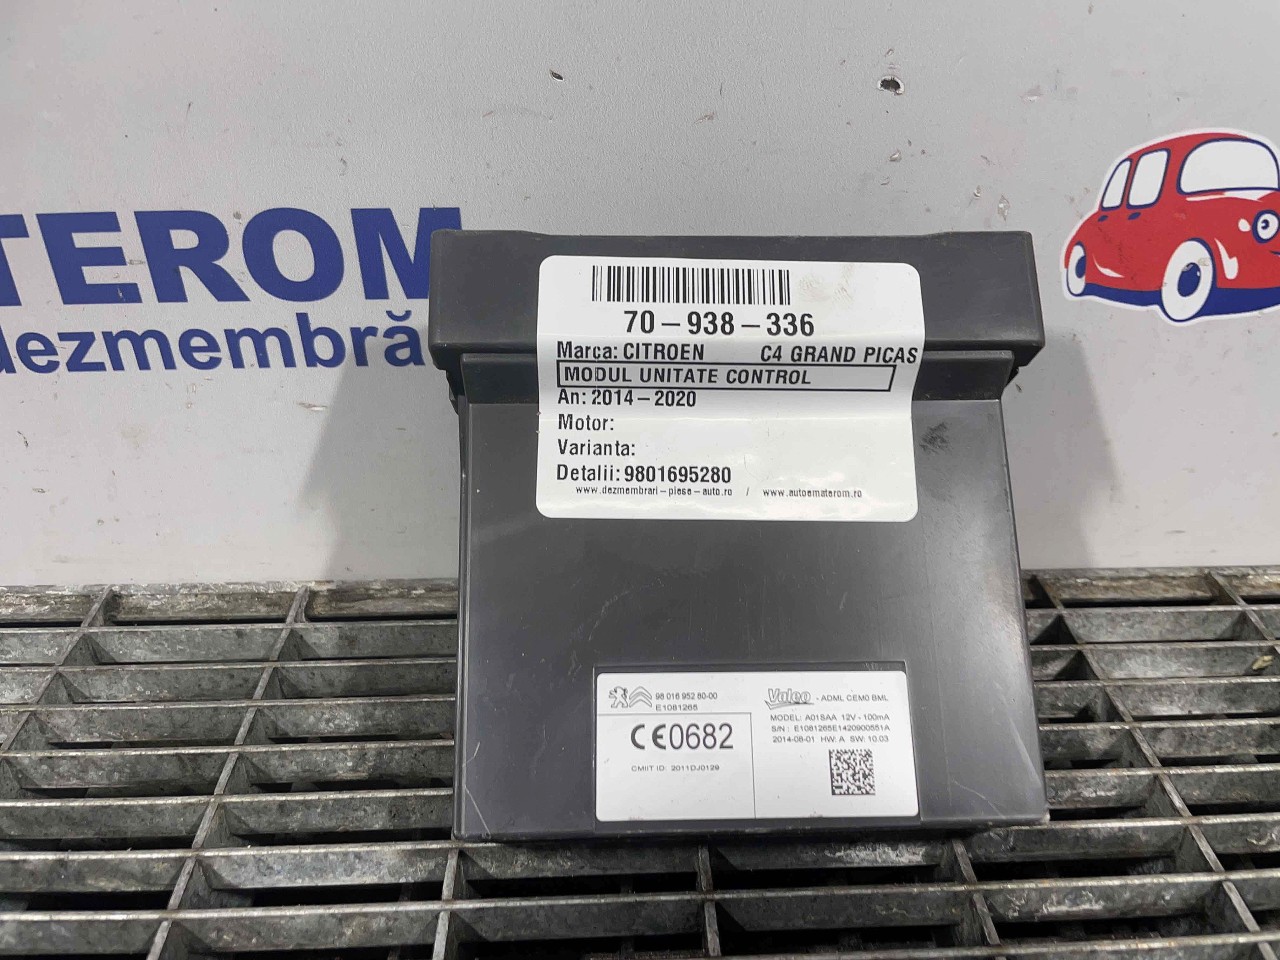 TEROM
dezmembră
70-938-336
Marca: CITROEN C4 GRAND PICAS
MODUL UNITATE CONTROL
An: 2014-2020
Motor:
Varianta:
Detalii: 9801695280
www.dezmembrari-piese-auto.ro / www.autoematerom.ro
98 016 952 80-00
E1081265
CE0682
CMIIT ID: 2011DJ0129
Valeo - ADML CEM0 BML
MODEL: A01SAA 12V - 100mA
S/N : E1081265E1420900551A
2014-08-01 HW: A SW: 10.03